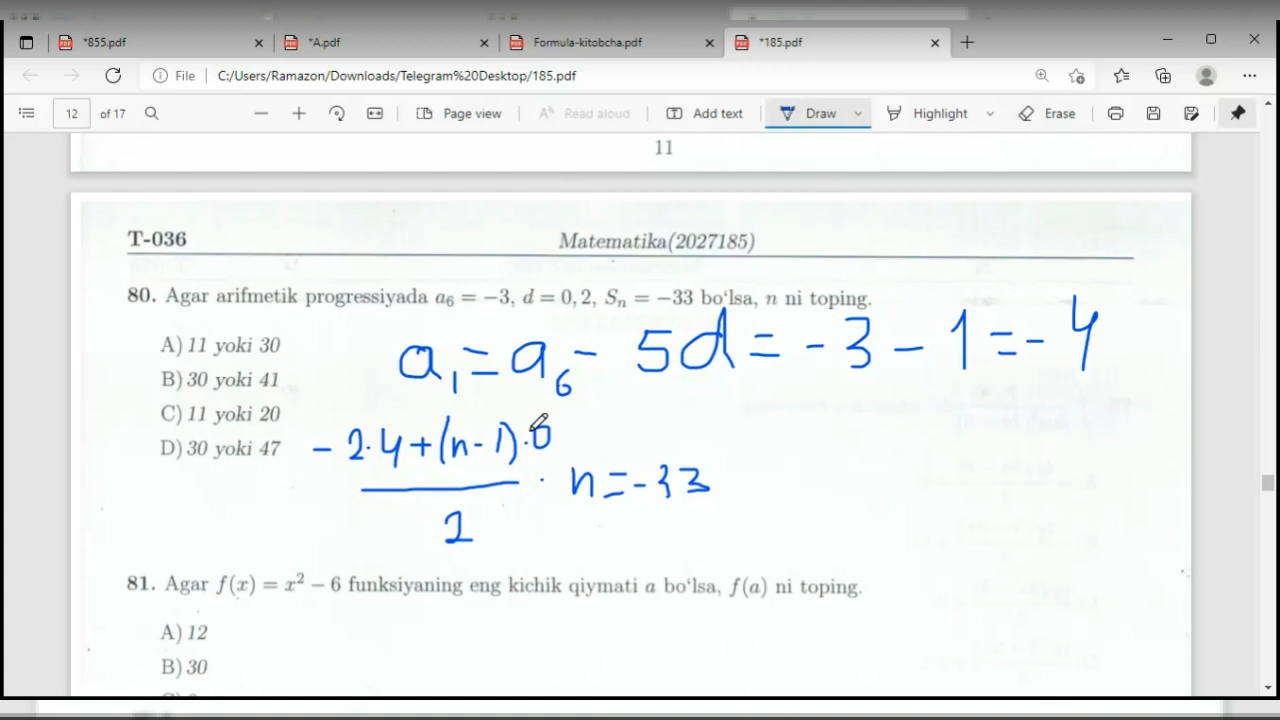 *855.pdf *A.pdf Formula-kitobcha.pdf *185.pdf
File C:/Users/Ramazon/Downloads/Telegram%20Desktop/185.pdf
12 of 17 Page view Read aloud Add text Draw Highlight Erase
11
T-036 Matematika(2027185)
80. Agar arifmetik progressiyada a₆ = −3, d = 0, 2, Sₙ = −33 bo‘lsa, n ni toping.
A) 11 yoki 30
B) 30 yoki 41
C) 11 yoki 20
D) 30 yoki 47
a₁ = a₆ − 5d = −3 − 1 = −4
−2·4+(n−1)·0
2
· n = −33
81. Agar f(x) = x² − 6 funksiyaning eng kichik qiymati a bo‘lsa, f(a) ni toping.
A) 12
B) 30